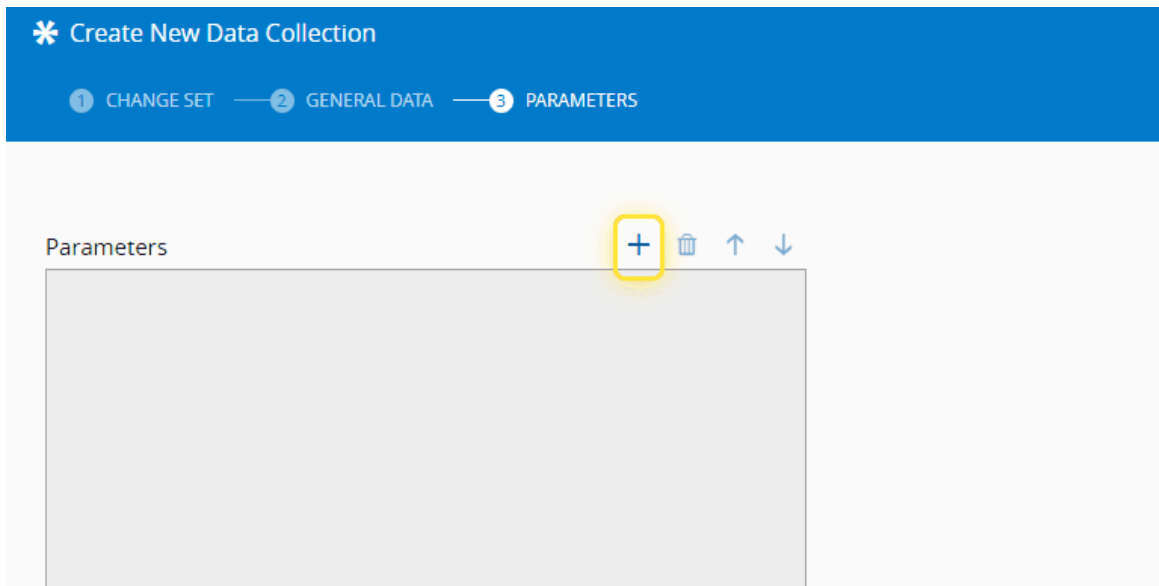 Create New Data Collection
1 CHANGE SET 2 GENERAL DATA 3 PARAMETERS
Parameters